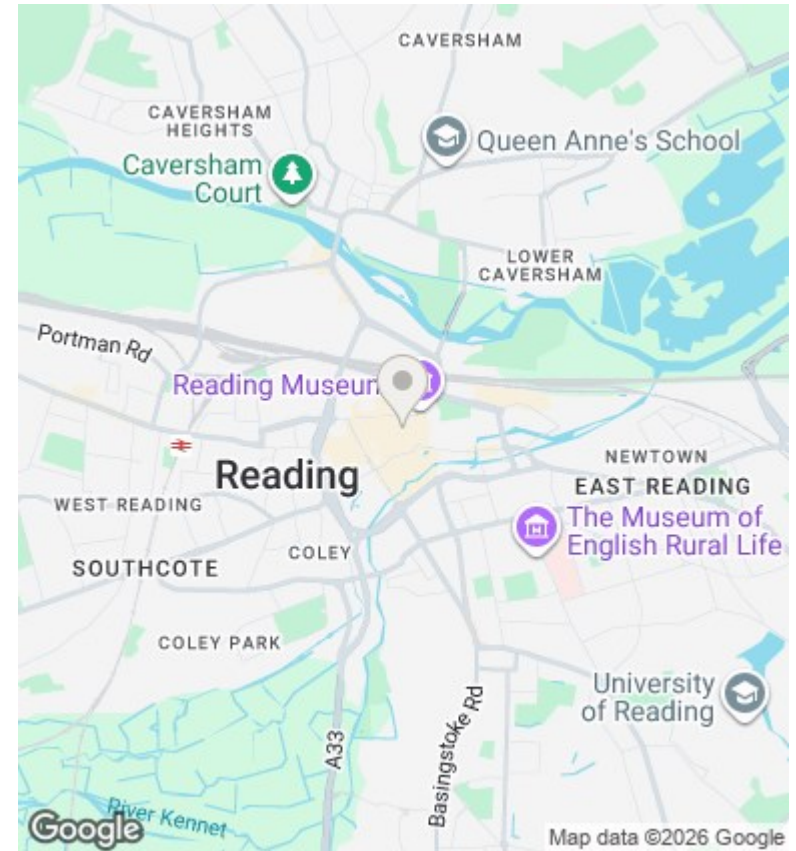 CAVERSHAM
CAVERSHAM
HEIGHTS
Queen Anne's School
Caversham
Court
LOWER
CAVERSHAM
Portman Rd
Reading Museum
Reading
NEWTOWN
EAST READING
WEST READING
The Museum of
English Rural Life
COLEY
SOUTHCOTE
COLEY PARK
University
of Reading
A33
Basingstoke Rd
River Kennet
Google
Map data ©2026 Google